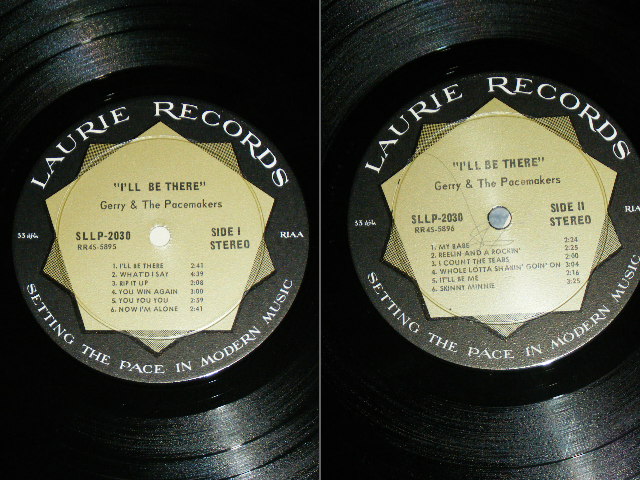 LAURIE RECORDS
"I'LL BE THERE"
Gerry & The Pacemakers
SLLP-2030
RR4S-5895
SIDE I
STEREO
33 1/3
RIAA
1. I'LL BE THERE 2:41
2. WHAT'D I SAY 4:39
3. RIP IT UP 2:08
4. YOU WIN AGAIN 3:00
5. YOU YOU YOU 2:59
6. NOW I'M ALONE 2:41
SETTING THE PACE IN MODERN MUSIC
LAURIE RECORDS
"I'LL BE THERE"
Gerry & The Pacemakers
SLLP-2030
RR4S-5896
SIDE II
STEREO
33 1/3
RIA
1. MY BABE 2:24
2. REELIN AND A ROCKIN' 2:25
3. I COUNT THE TEARS 2:00
4. WHOLE LOTTA SHAKIN' GOIN' ON 3:04
5. IT'LL BE ME 2:16
6. SKINNY MINNIE 3:25
SETTING THE PACE IN MODERN MUSIC